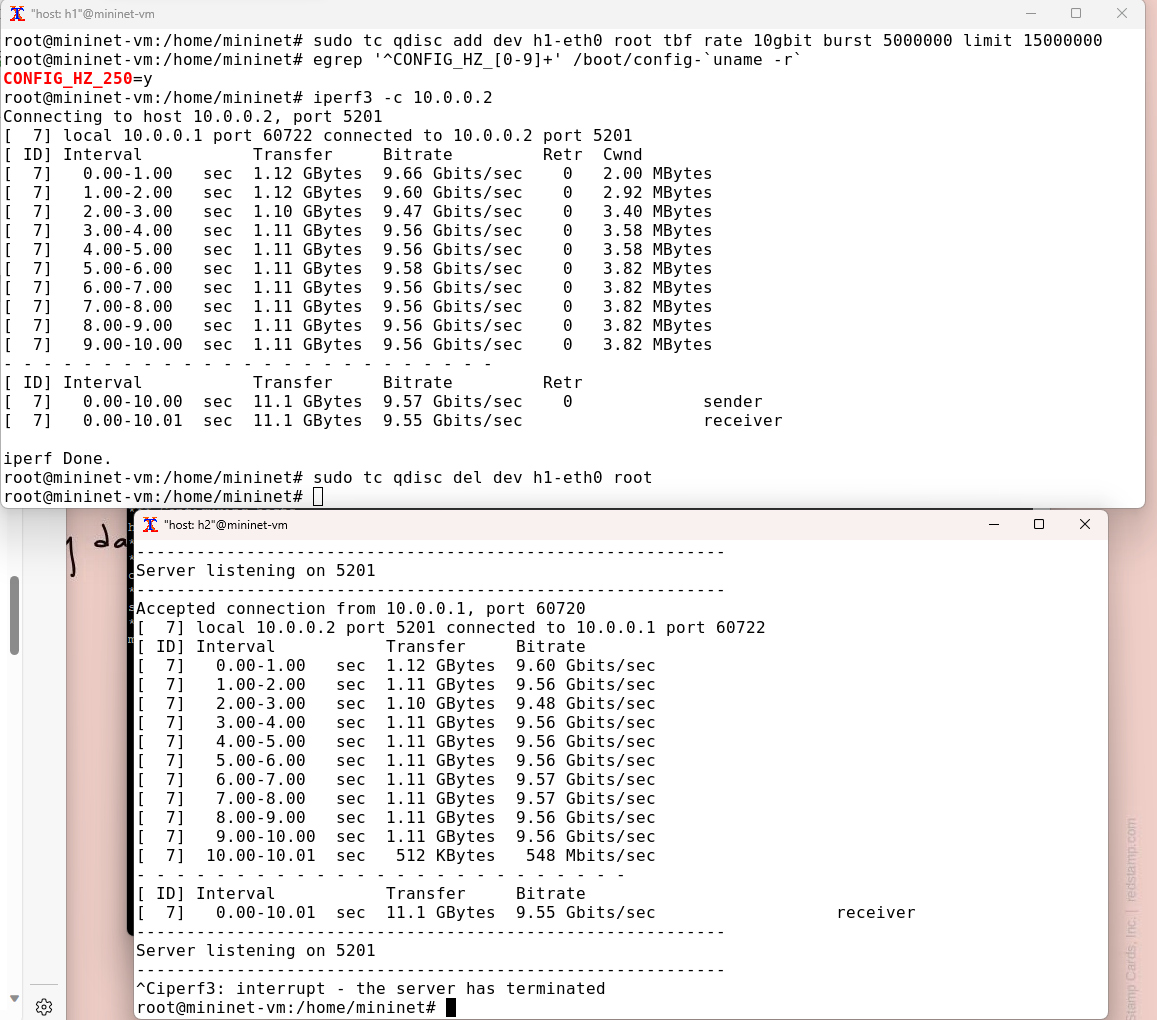 "host: h1"@mininet-vm
root@mininet-vm:/home/mininet# sudo tc qdisc add dev h1-eth0 root tbf rate 10gbit burst 5000000 limit 15000000
root@mininet-vm:/home/mininet# egrep '^CONFIG_HZ_[0-9]+' /boot/config-`uname -r`
CONFIG_HZ_250=y
root@mininet-vm:/home/mininet# iperf3 -c 10.0.0.2
Connecting to host 10.0.0.2, port 5201
[  7] local 10.0.0.1 port 60722 connected to 10.0.0.2 port 5201
[ ID] Interval           Transfer     Bitrate         Retr  Cwnd
[  7]   0.00-1.00   sec  1.12 GBytes  9.66 Gbits/sec    0   2.00 MBytes
[  7]   1.00-2.00   sec  1.12 GBytes  9.60 Gbits/sec    0   2.92 MBytes
[  7]   2.00-3.00   sec  1.10 GBytes  9.47 Gbits/sec    0   3.40 MBytes
[  7]   3.00-4.00   sec  1.11 GBytes  9.56 Gbits/sec    0   3.58 MBytes
[  7]   4.00-5.00   sec  1.11 GBytes  9.56 Gbits/sec    0   3.58 MBytes
[  7]   5.00-6.00   sec  1.11 GBytes  9.58 Gbits/sec    0   3.82 MBytes
[  7]   6.00-7.00   sec  1.11 GBytes  9.56 Gbits/sec    0   3.82 MBytes
[  7]   7.00-8.00   sec  1.11 GBytes  9.56 Gbits/sec    0   3.82 MBytes
[  7]   8.00-9.00   sec  1.11 GBytes  9.56 Gbits/sec    0   3.82 MBytes
[  7]   9.00-10.00  sec  1.11 GBytes  9.56 Gbits/sec    0   3.82 MBytes
- - - - - - - - - - - - - - - - - - - - - - - - -
[ ID] Interval           Transfer     Bitrate         Retr
[  7]   0.00-10.00  sec  11.1 GBytes  9.57 Gbits/sec    0             sender
[  7]   0.00-10.01  sec  11.1 GBytes  9.55 Gbits/sec                  receiver
iperf Done.
root@mininet-vm:/home/mininet# sudo tc qdisc del dev h1-eth0 root
root@mininet-vm:/home/mininet#
"host: h2"@mininet-vm
-----------------------------------------------------------
Server listening on 5201
-----------------------------------------------------------
Accepted connection from 10.0.0.1, port 60720
[  7] local 10.0.0.2 port 5201 connected to 10.0.0.1 port 60722
[ ID] Interval           Transfer     Bitrate
[  7]   0.00-1.00   sec  1.12 GBytes  9.60 Gbits/sec
[  7]   1.00-2.00   sec  1.11 GBytes  9.56 Gbits/sec
[  7]   2.00-3.00   sec  1.10 GBytes  9.48 Gbits/sec
[  7]   3.00-4.00   sec  1.11 GBytes  9.56 Gbits/sec
[  7]   4.00-5.00   sec  1.11 GBytes  9.56 Gbits/sec
[  7]   5.00-6.00   sec  1.11 GBytes  9.56 Gbits/sec
[  7]   6.00-7.00   sec  1.11 GBytes  9.57 Gbits/sec
[  7]   7.00-8.00   sec  1.11 GBytes  9.57 Gbits/sec
[  7]   8.00-9.00   sec  1.11 GBytes  9.56 Gbits/sec
[  7]   9.00-10.00  sec  1.11 GBytes  9.56 Gbits/sec
[  7]  10.00-10.01  sec   512 KBytes   548 Mbits/sec
- - - - - - - - - - - - - - - - - - - - - - - - -
[ ID] Interval           Transfer     Bitrate
[  7]   0.00-10.01  sec  11.1 GBytes  9.55 Gbits/sec                  receiver
-----------------------------------------------------------
Server listening on 5201
-----------------------------------------------------------
^Ciperf3: interrupt - the server has terminated
root@mininet-vm:/home/mininet#
Stamp Cards, Inc. | redstamp.com